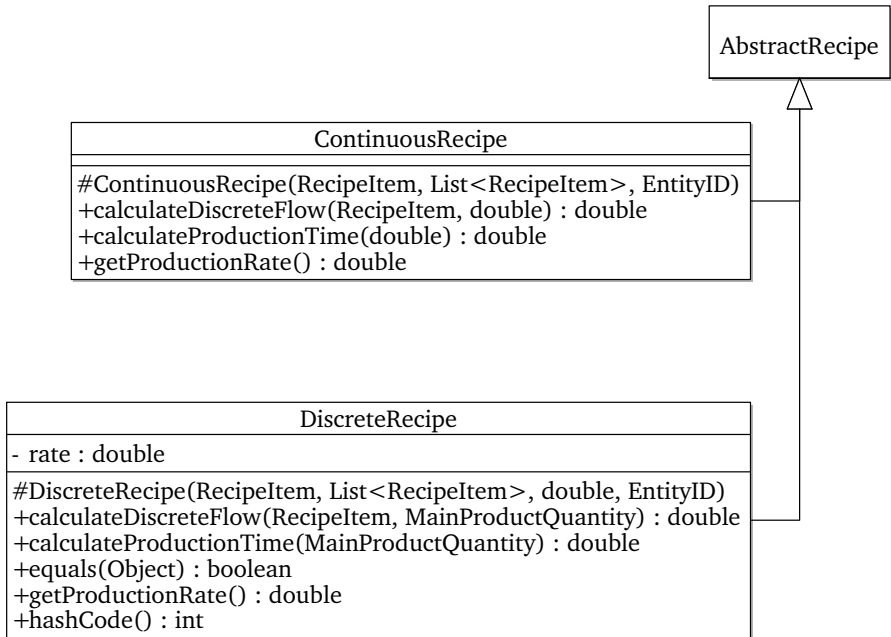 AbstractRecipe
ContinuousRecipe
#ContinuousRecipe(RecipeItem, List<RecipeItem>, EntityID)
+calculateDiscreteFlow(RecipeItem, double) : double
+calculateProductionTime(double) : double
+getProductionRate() : double
DiscreteRecipe
- rate : double
#DiscreteRecipe(RecipeItem, List<RecipeItem>, double, EntityID)
+calculateDiscreteFlow(RecipeItem, MainProductQuantity) : double
+calculateProductionTime(MainProductQuantity) : double
+equals(Object) : boolean
+getProductionRate() : double
+hashCode() : int